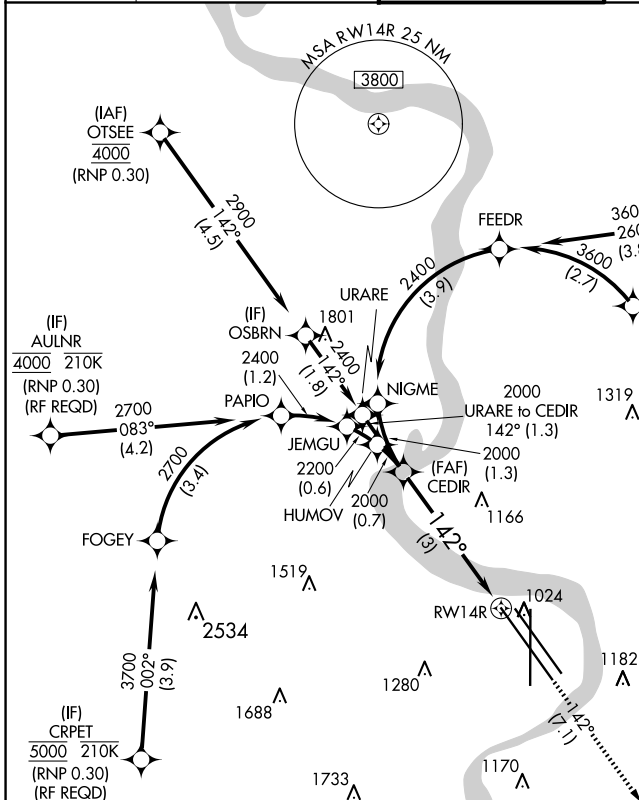 MSA RW14R 25 NM
3800
(IAF)
OTSEE
4000
(RNP 0.30)
2900
142°
(4.5)
FEEDR
360
260
3600
(2.7)
2400
(3.9)
URARE
(IF)
OSBRN
1801
2400
142°
(1.8)
(IF)
AULNR
4000 210K
(RNP 0.30)
(RF REQD)
2400
(1.2)
PAPIO
NIGME
2000
URARE to CEDIR
142° (1.3)
1319
2700
083°
(4.2)
JEMGU
2000
(1.3)
2200
(0.6)
(FAF)
CEDIR
2700
(3.4)
HUMOV
2000
(0.7)
1166
142°
(3)
FOGEY
1519
RW14R
1024
2534
3700
002°
(3.9)
1280
1182
1688
142°
(7.1)
(IF)
CRPET
5000 210K
(RNP 0.30)
(RF REQD)
1733
1170